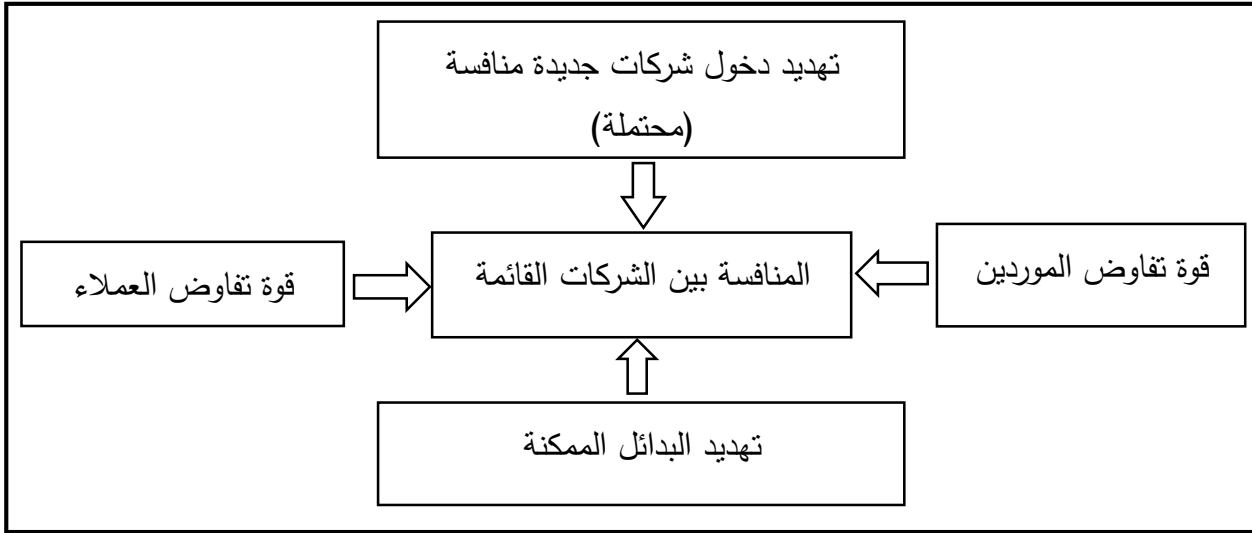 تهديد دخول شركات جديدة منافسة
(محتملة)
قوة تفاوض الموردين
المنافسة بين الشركات القائمة
قوة تفاوض العملاء
تهديد البدائل الممكنة